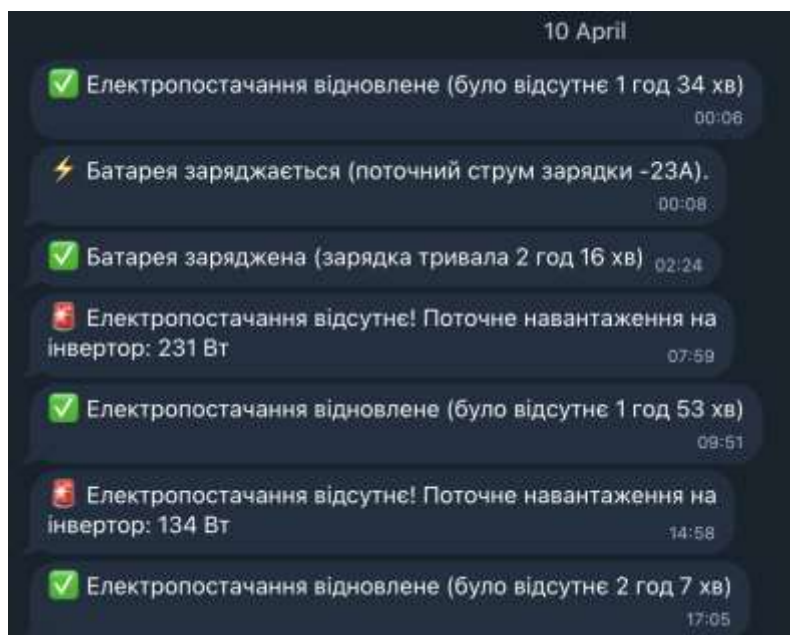 10 April
✅ Електропостачання відновлене (було відсутнє 1 год 34 хв)
00:06
⚡ Батарея заряджається (поточний струм зарядки -23А).
00:08
✅ Батарея заряджена (зарядка тривала 2 год 16 хв) 02:24
🚨 Електропостачання відсутнє! Поточне навантаження на
інвертор: 231 Вт
07:59
✅ Електропостачання відновлене (було відсутнє 1 год 53 хв)
09:51
🚨 Електропостачання відсутнє! Поточне навантаження на
інвертор: 134 Вт
14:58
✅ Електропостачання відновлене (було відсутнє 2 год 7 хв)
17:05